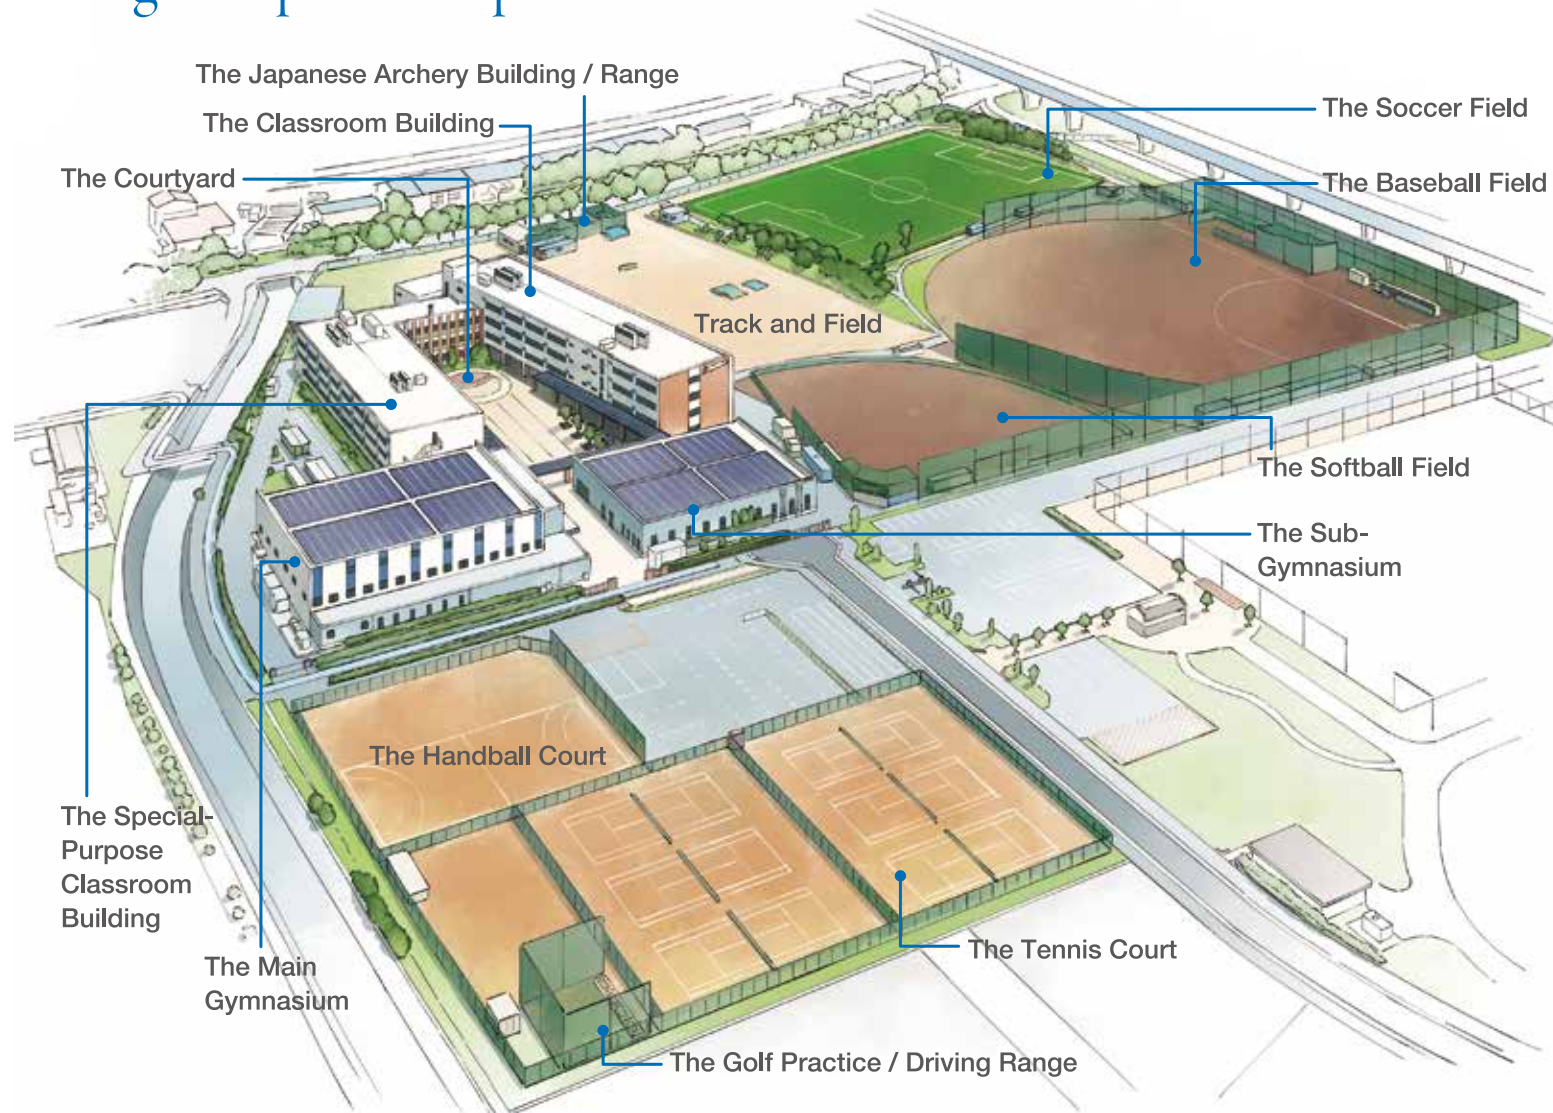 The Japanese Archery Building / Range
The Classroom Building
The Courtyard
The Soccer Field
The Baseball Field
Track and Field
The Softball Field
The Sub-
Gymnasium
The Handball Court
The Special-
Purpose
Classroom
Building
The Main
Gymnasium
The Tennis Court
The Golf Practice / Driving Range